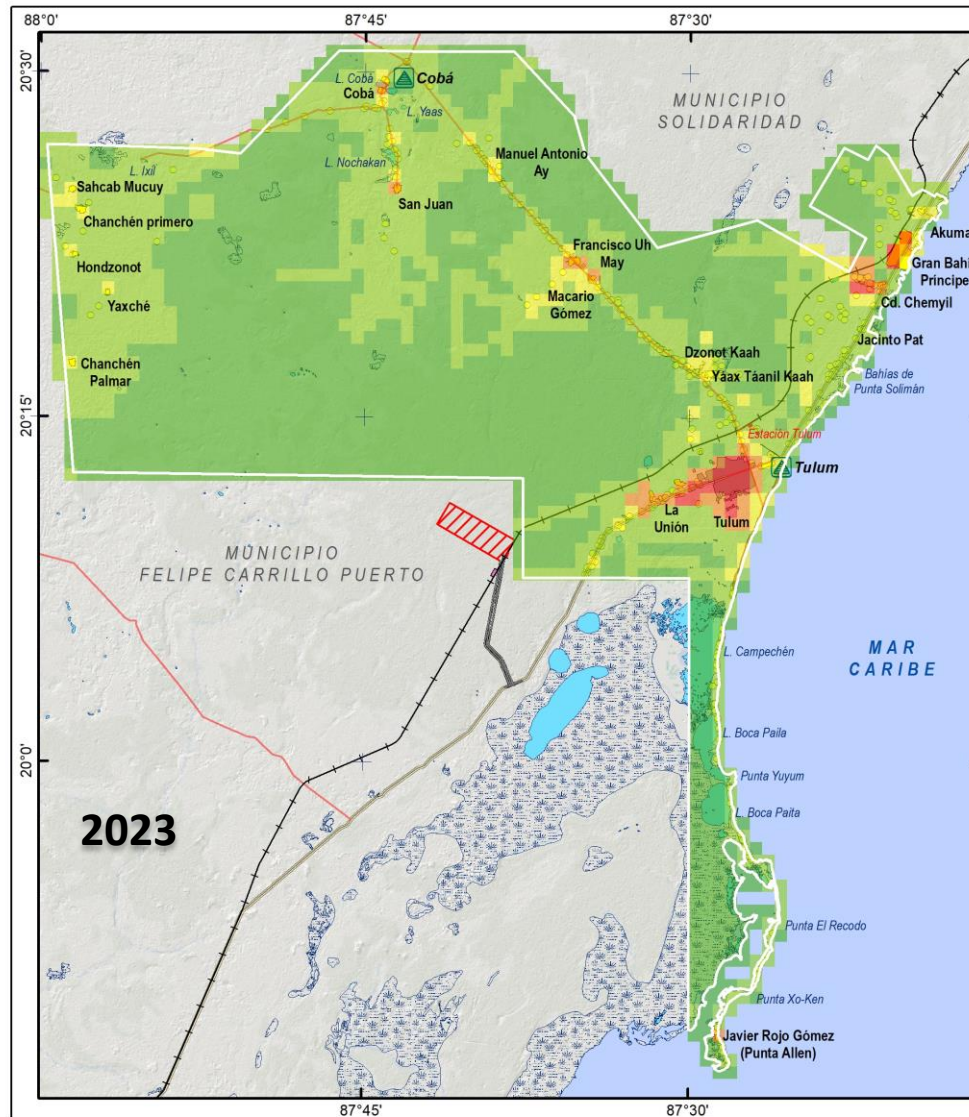 88°0'
87°45'
87°30'
20°30'
L. Cobá
Cobá
Cobá
MUNICIPIO
SOLIDARIDAD
L. Yaas
L. Ixil
L. Nochakan
Manuel Antonio
Ay
Sahcab Mucuy
San Juan
Chanchén primero
Akuma
Francisco Uh
May
Hondzonot
Gran Bahí
Príncipe
Yaxché
Macario
Gómez
Cd. Chemyil
Jacinto Pat
Dzonot Kaah
Chanchén
Palmar
Yáax Táanil Kaah
Bahías de
Punta Solimán
20°15'
Estación Tulum
Tulum
La
Unión
Tulum
MUNICIPIO
FELIPE CARRILLO PUERTO
L. Campechén
MAR
CARIBE
L. Boca Paila
20°0'
Punta Yuyum
L. Boca Paita
2023
Punta El Recodo
Punta Xo-Ken
Javier Rojo Gómez
(Punta Allen)
87°45'
87°30'